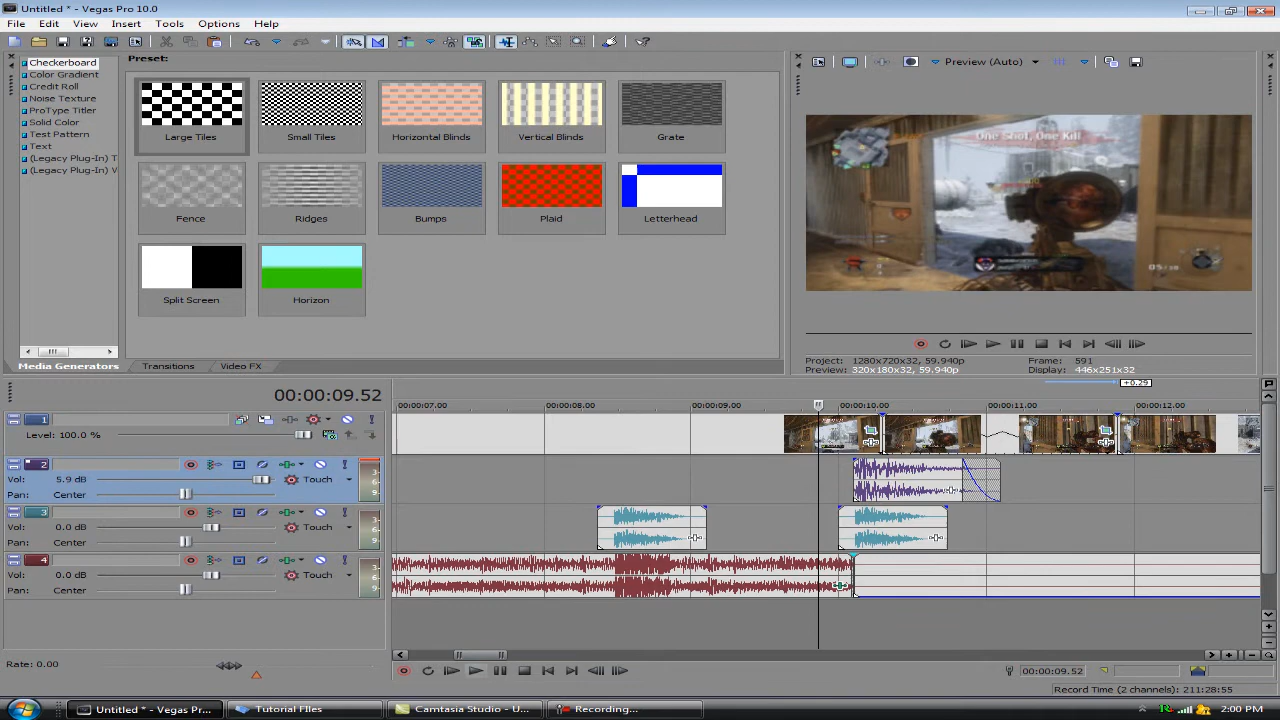 Untitled * - Vegas Pro 10.0
File Edit View Insert Tools Options Help
Checkerboard
Color Gradient
Credit Roll
Noise Texture
ProType Titler
Solid Color
Test Pattern
Text
(Legacy Plug-In) T
(Legacy Plug-In) V
Preset:
Large Tiles
Small Tiles
Horizontal Blinds
Vertical Blinds
Grate
Fence
Ridges
Bumps
Plaid
Letterhead
Split Screen
Horizon
Media Generators
Transitions
Video FX
Preview (Auto)
One Shot, One Kill
Project: 1280x720x32, 59.940p
Frame: 591
Preview: 320x180x32, 59.940p
Display: 446x251x32
+0.29
00:00:09.52
00:00:07.00
00:00:08.00
00:00:09.00
00:00:10.00
00:00:11.00
00:00:12.00
1
Level: 100.0 %
2
Vol: 5.9 dB Touch
Pan: Center
3
Vol: 0.0 dB Touch
Pan: Center
4
Vol: 0.0 dB Touch
Pan: Center
Rate: 0.00
00:00:09.52
Record Time (2 channels): 211:28:55
Untitled * - Vegas Pr...
Tutorial FIles
Camtasia Studio - U...
Recording...
2:00 PM